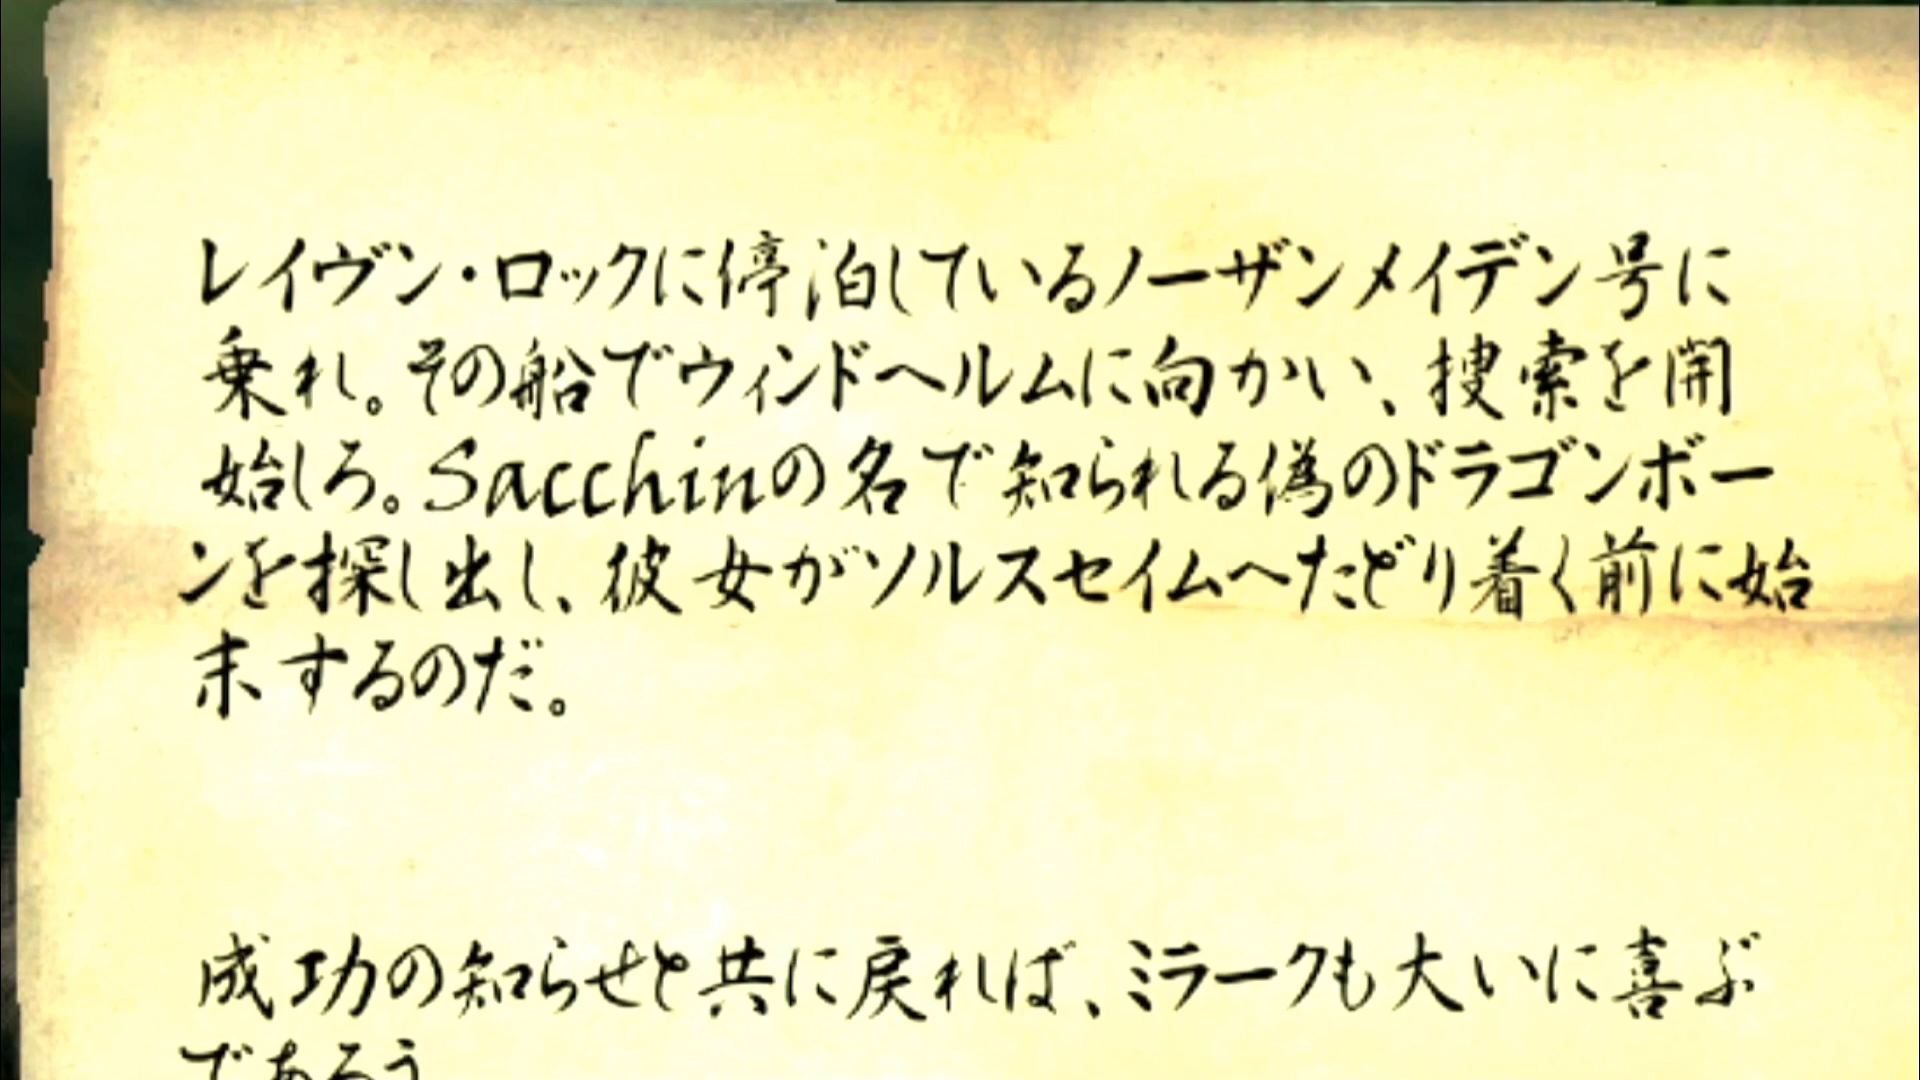 レイヴン・ロックに停泊しているノーザンメイデン号に
乗れ。その船でウィンドヘルムに向かい、捜索を開
始しろ。Sacchinの名で知られる偽のドラゴンボー
ンを探し出し、彼女がソルスセイムへたどり着く前に始
末するのだ。
成功の知らせと共に戻れば、ミラークも大いに喜ぶ
であろう